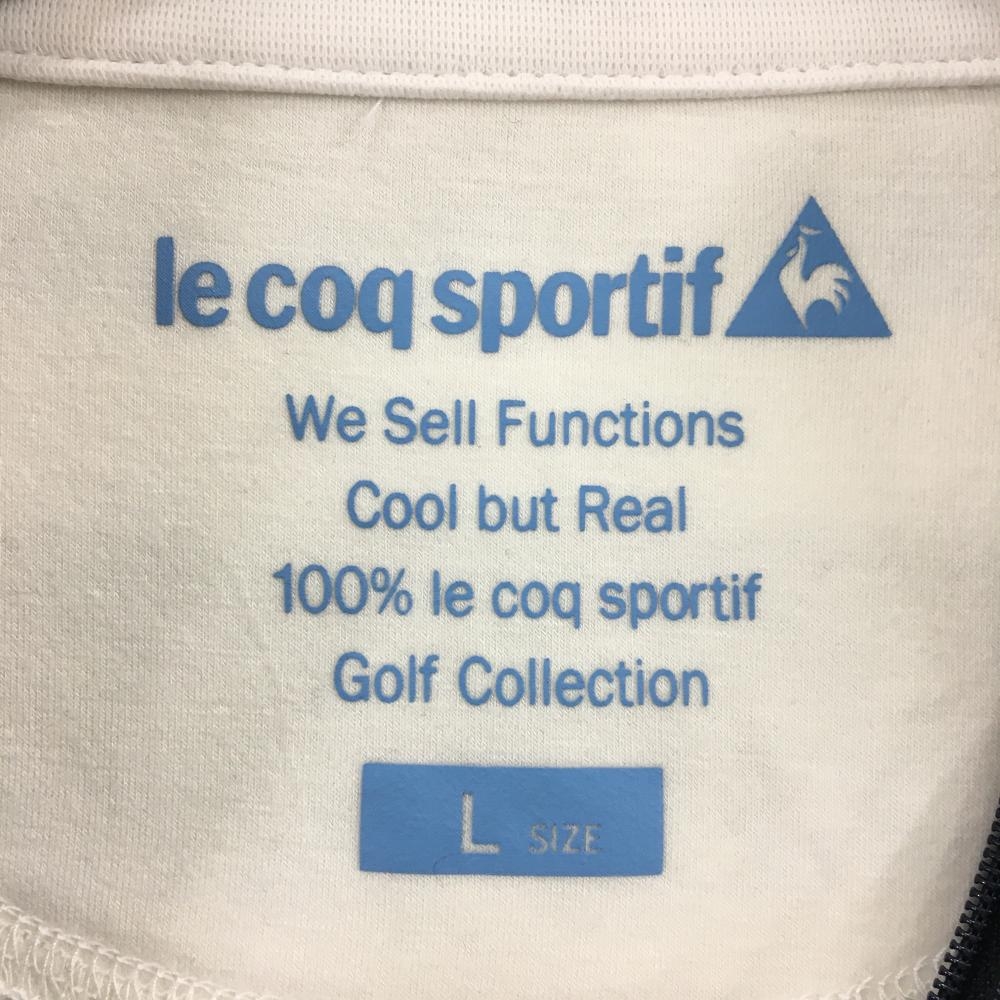 le coq sportif
We Sell Functions
Cool but Real
100% le coq sportif
Golf Collection
L SIZE